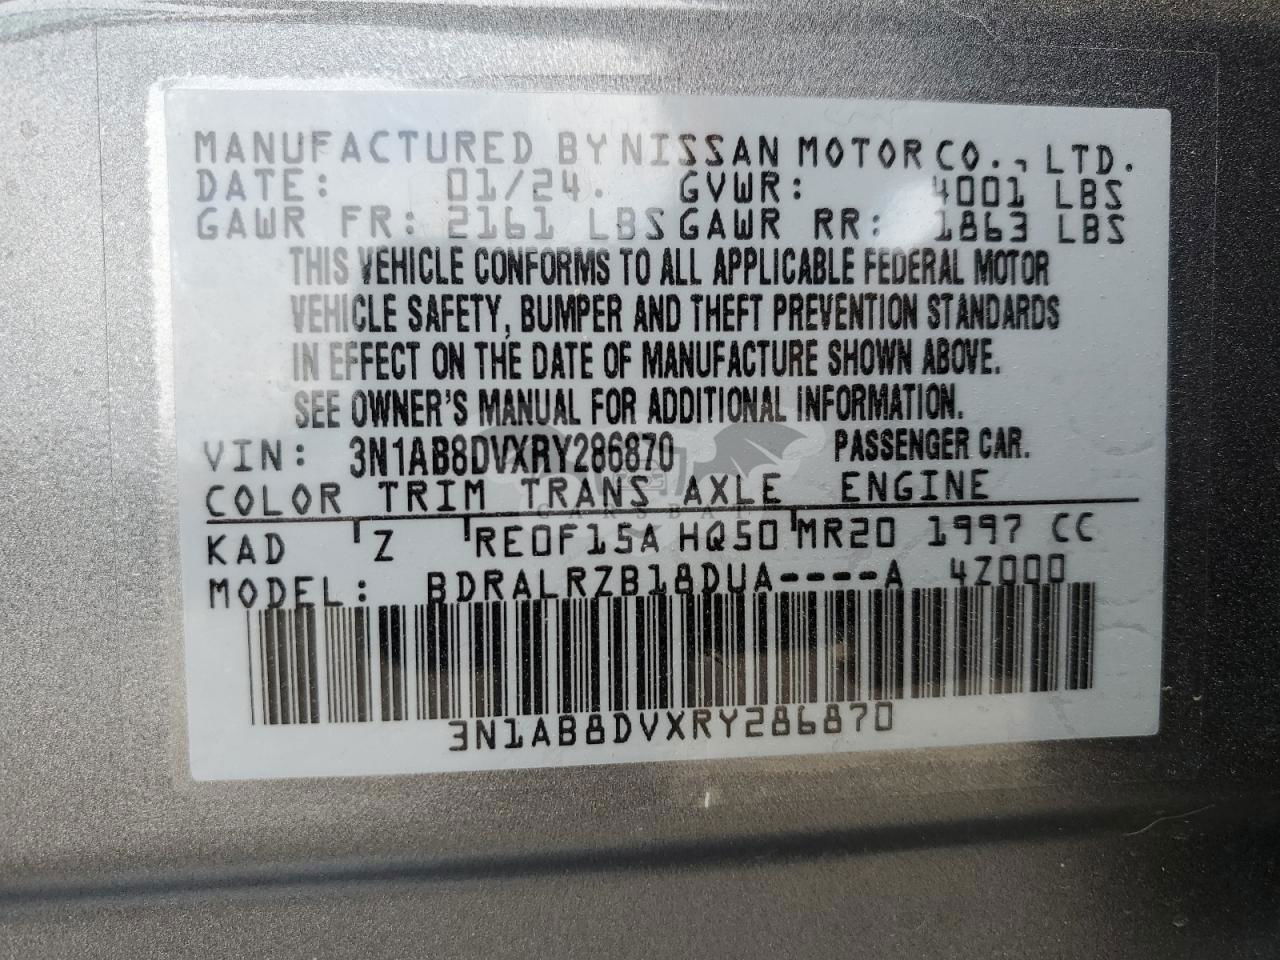 MANUFACTURED BY NISSAN MOTOR CO., LTD.
DATE: 01/24. GVWR: 4001 LBS
GAWR FR: 2161 LBS GAWR RR: 1863 LBS
THIS VEHICLE CONFORMS TO ALL APPLICABLE FEDERAL MOTOR
VEHICLE SAFETY, BUMPER AND THEFT PREVENTION STANDARDS
IN EFFECT ON THE DATE OF MANUFACTURE SHOWN ABOVE.
SEE OWNER'S MANUAL FOR ADDITIONAL INFORMATION.
VIN: 3N1AB8DVXRY286870 PASSENGER CAR.
COLOR TRIM TRANS AXLE ENGINE
KAD Z RE0F15A HQ50 MR20 1997 CC
MODEL: BDRALRZB18DUA----A 4Z000
3N1AB8DVXRY286870